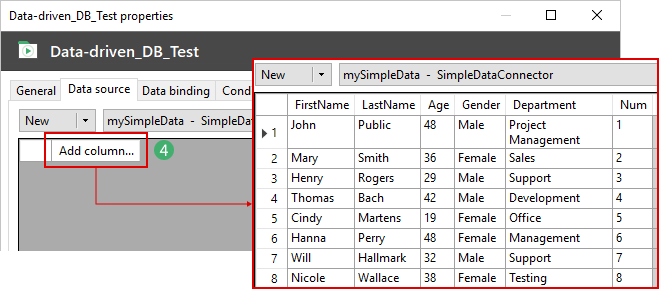 Data-driven_DB_Test properties
Data-driven_DB_Test
General Data source Data binding Cond
New mySimpleData - SimpleDa
Add column... 4
New mySimpleData - SimpleDataConnector
FirstName LastName Age Gender Department Num
1 John Public 48 Male Project 1
Management
2 Mary Smith 36 Female Sales 2
3 Henry Rogers 29 Male Support 3
4 Thomas Bach 42 Male Development 4
5 Cindy Martens 19 Female Office 5
6 Hanna Perry 48 Female Management 6
7 Will Hallmark 32 Male Support 7
8 Nicole Wallace 38 Female Testing 8